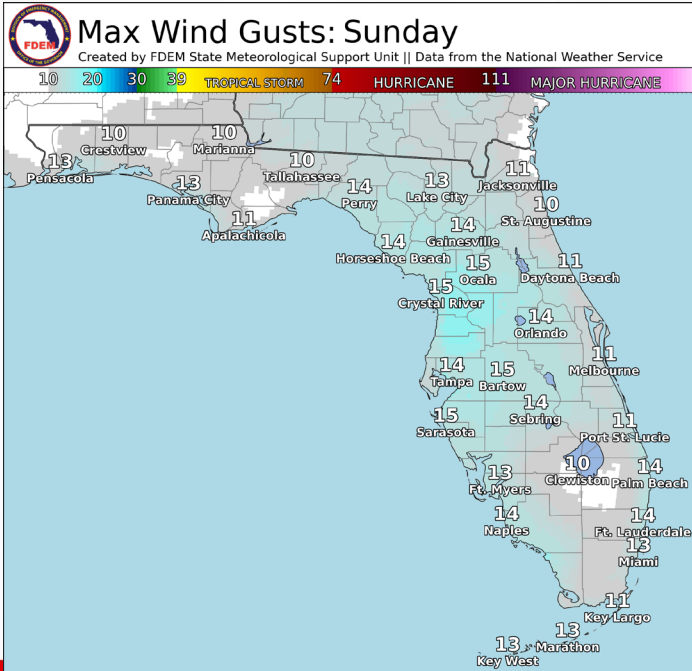 Max Wind Gusts: Sunday
Created by FDEM State Meteorological Support Unit || Data from the National Weather Service
FDEM
10 20 30 39 TROPICAL STORM 74 HURRICANE 111 MAJOR HURRICANE
10
Crestview
10
Marianna
13
Pensacola
10
Tallahassee
13
Panama City
14
Perry
13
Lake City
11
Jacksonville
11
Apalachicola
10
St. Augustine
14
Gainesville
14
Horseshoe Beach
15
Ocala
11
Daytona Beach
15
Crystal River
14
Orlando
11
Melbourne
14
Tampa
15
Bartow
14
Sebring
15
Sarasota
11
Port St. Lucie
10
Clewiston
14
Palm Beach
13
Ft. Myers
14
Naples
14
Ft. Lauderdale
13
Miami
11
Key Largo
13
Marathon
13
Key West